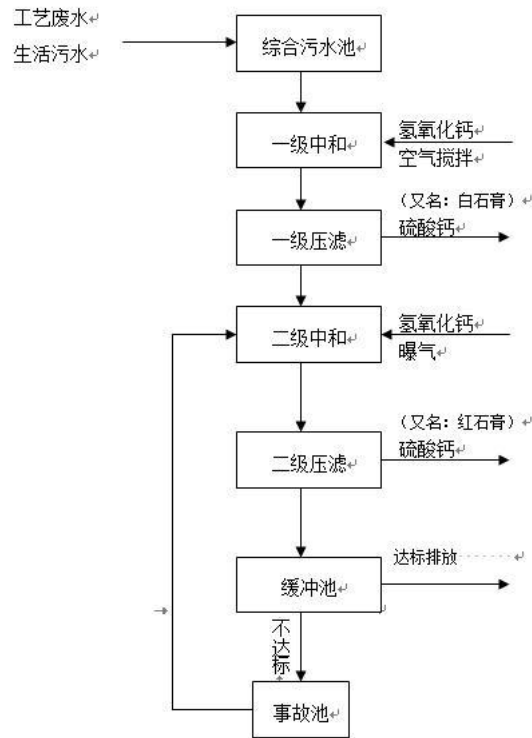 工艺废水
生活污水
综合污水池
一级中和
氢氧化钙
空气搅拌
(又名：白石膏)
一级压滤
硫酸钙
二级中和
氢氧化钙
曝气
(又名：红石膏)
二级压滤
硫酸钙
缓冲池
达标排放
不达标
事故池